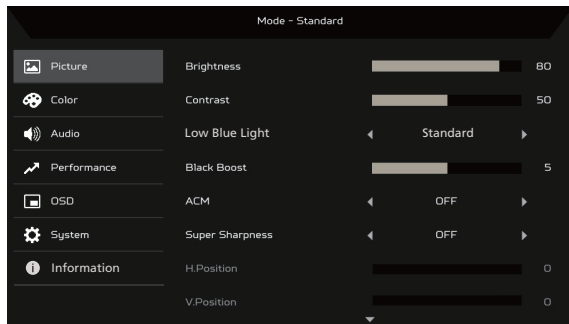 Mode - Standard
Picture
Brightness 80
Color
Contrast 50
Audio
Low Blue Light Standard
Performance
Black Boost 5
OSD
ACM OFF
System
Super Sharpness OFF
Information
H.Position 0
V.Position 0